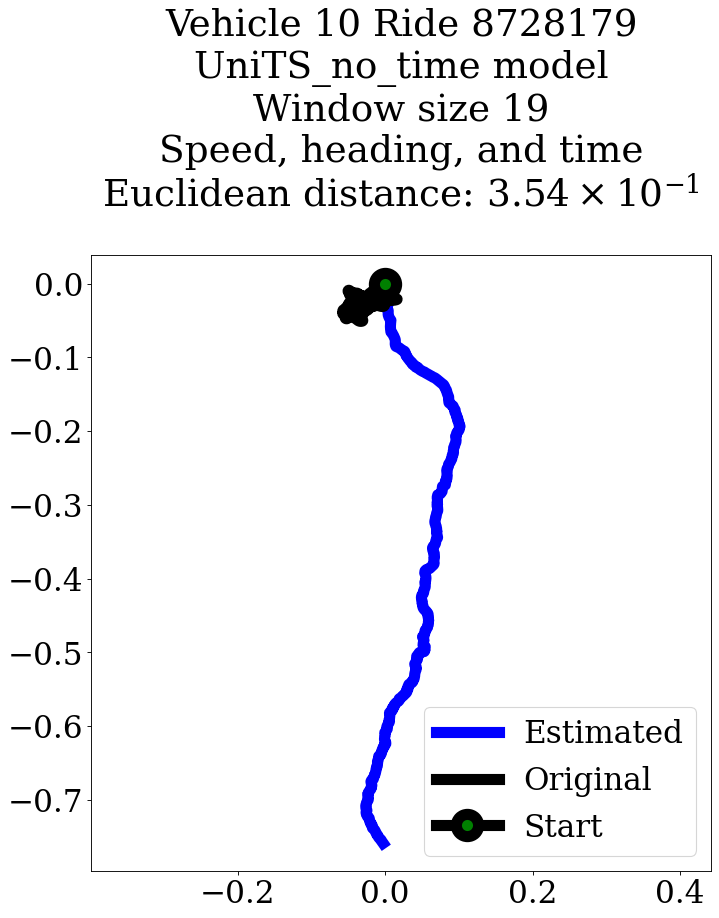 Vehicle 10 Ride 8728179
UniTS_no_time model
Window size 19
Speed, heading, and time
Euclidean distance: 3.54 × 10⁻¹
0.0
−0.1
−0.2
−0.3
−0.4
−0.5
−0.6
−0.7
Estimated
Original
Start
−0.2 0.0 0.2 0.4